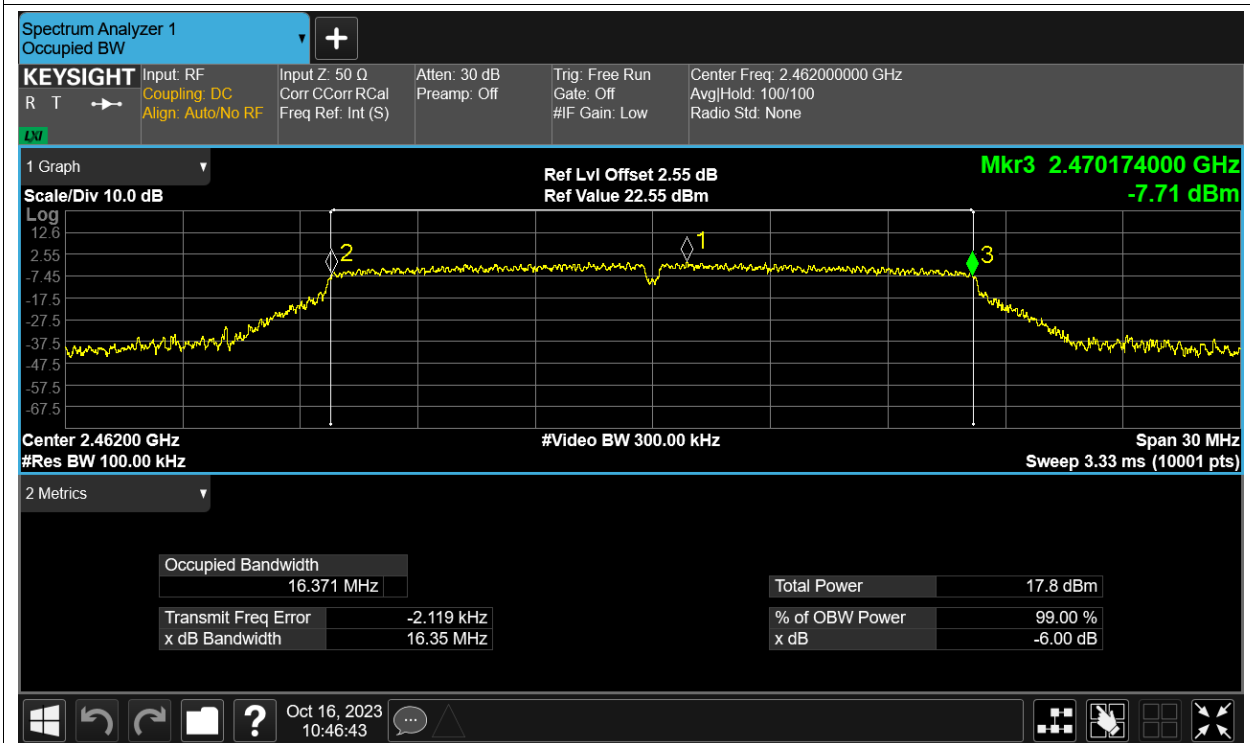 Spectrum Analyzer 1
Occupied BW
KEYSIGHT
R T
LXI
Input: RF
Coupling: DC
Align: Auto/No RF
Input Z: 50 Ω
Corr CCorr RCal
Freq Ref: Int (S)
Atten: 30 dB
Preamp: Off
Trig: Free Run
Gate: Off
#IF Gain: Low
Center Freq: 2.462000000 GHz
Avg|Hold: 100/100
Radio Std: None
1 Graph
Scale/Div 10.0 dB
Ref Lvl Offset 2.55 dB
Ref Value 22.55 dBm
Mkr3 2.470174000 GHz
-7.71 dBm
Log
12.6
2.55
-7.45
-17.5
-27.5
-37.5
-47.5
-57.5
-67.5
2
1
3
Center 2.46200 GHz
#Video BW 300.00 kHz
Span 30 MHz
#Res BW 100.00 kHz
Sweep 3.33 ms (10001 pts)
2 Metrics
Occupied Bandwidth
16.371 MHz
Transmit Freq Error -2.119 kHz
x dB Bandwidth 16.35 MHz
Total Power 17.8 dBm
% of OBW Power 99.00 %
x dB -6.00 dB
?
Oct 16, 2023
10:46:43